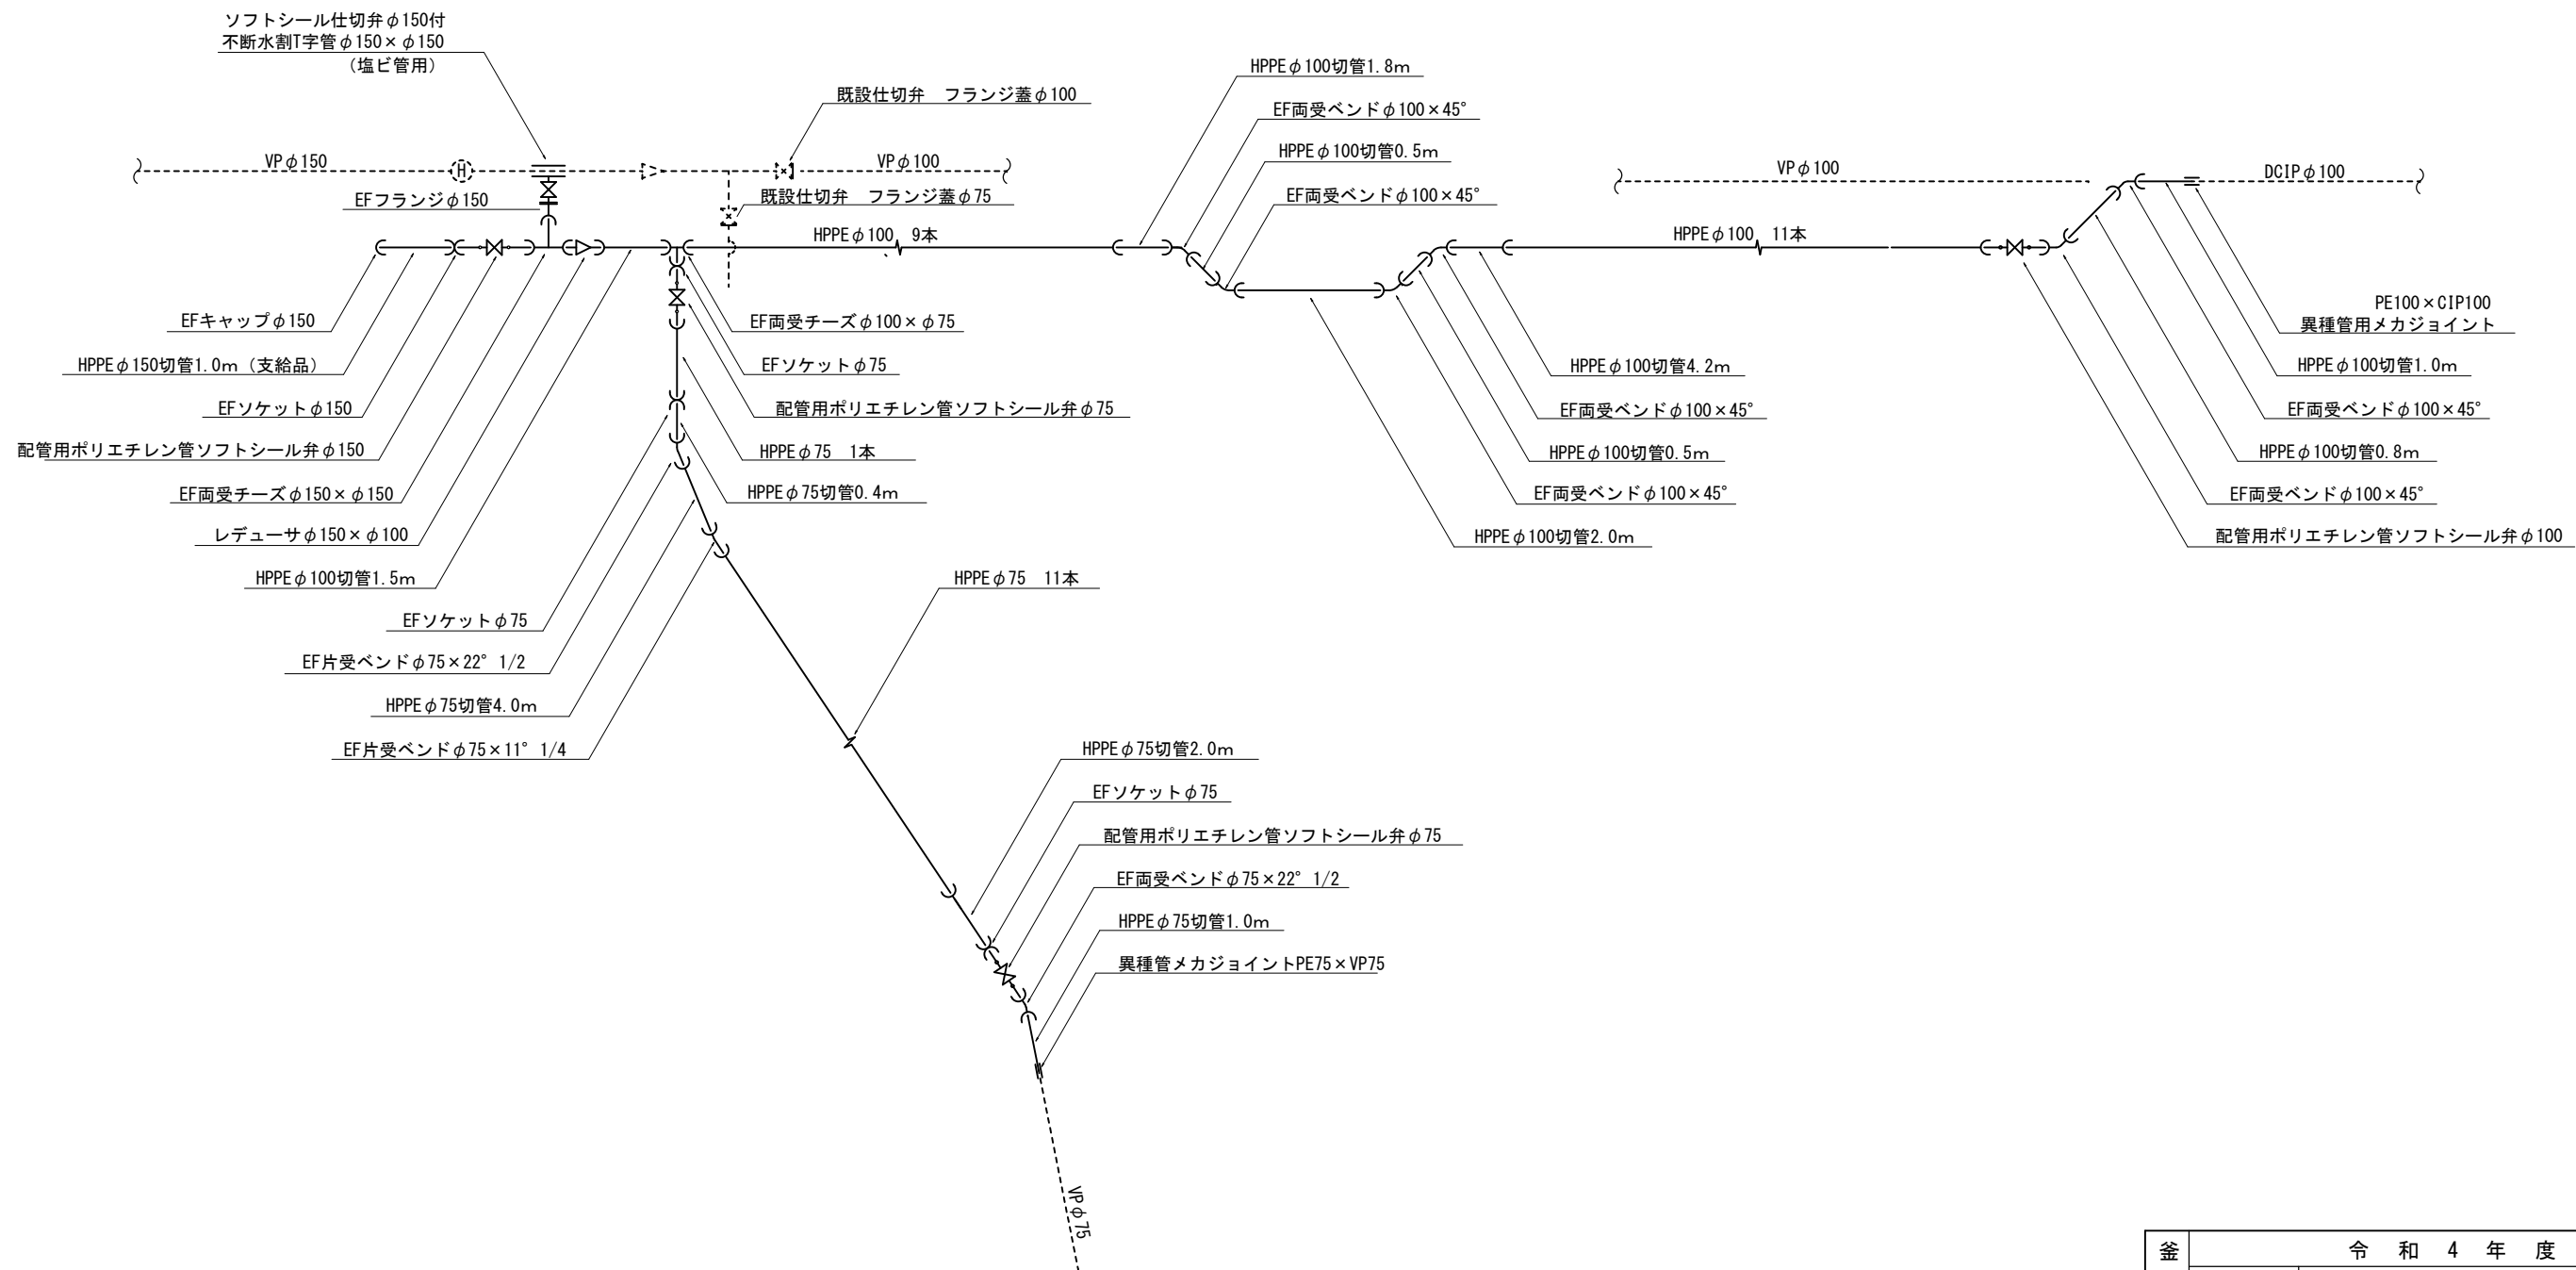 ソフトシール仕切弁φ150付
不断水割T字管φ150×φ150
(塩ビ管用)
既設仕切弁　フランジ蓋φ100
HPPEφ100切管1.8m
EF両受ベンドφ100×45°
HPPEφ100切管0.5m
EF両受ベンドφ100×45°
VPφ150
H
VPφ100
VPφ100
DCIPφ100
EFフランジφ150
既設仕切弁　フランジ蓋φ75
HPPEφ100　9本
HPPEφ100　11本
EFキャップφ150
HPPEφ150切管1.0m（支給品）
EFソケットφ150
配管用ポリエチレン管ソフトシール弁φ150
EF両受チーズφ150×φ150
レデューサφ150×φ100
HPPEφ100切管1.5m
EFソケットφ75
EF片受ベンドφ75×22°1/2
HPPEφ75切管4.0m
EF片受ベンドφ75×11°1/4
EF両受チーズφ100×φ75
EFソケットφ75
配管用ポリエチレン管ソフトシール弁φ75
HPPEφ75　1本
HPPEφ75切管0.4m
HPPEφ75　11本
HPPEφ100切管4.2m
EF両受ベンドφ100×45°
HPPEφ100切管0.5m
EF両受ベンドφ100×45°
HPPEφ100切管2.0m
PE100×CIP100
異種管用メカジョイント
HPPEφ100切管1.0m
EF両受ベンドφ100×45°
HPPEφ100切管0.8m
EF両受ベンドφ100×45°
配管用ポリエチレン管ソフトシール弁φ100
HPPEφ75切管2.0m
EFソケットφ75
配管用ポリエチレン管ソフトシール弁φ75
EF両受ベンドφ75×22°1/2
HPPEφ75切管1.0m
異種管メカジョイントPE75×VP75
VPφ75
釜
令和4年度